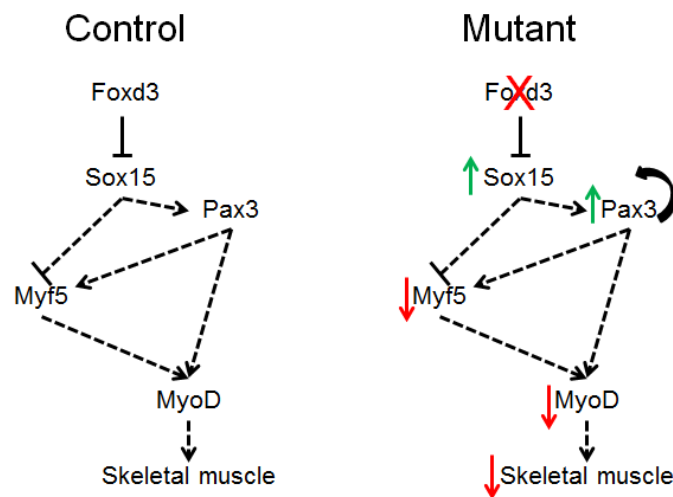 Control
Mutant
Foxd3
Foxd3
Sox15
Sox15
Pax3
Pax3
Myf5
Myf5
MyoD
MyoD
Skeletal muscle
Skeletal muscle